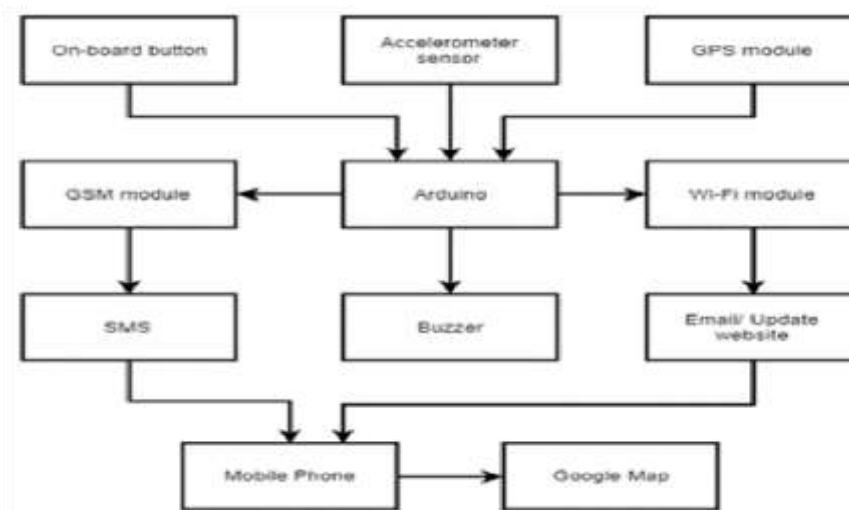 On-board button
Accelerometer
sensor
GPS module
GSM module
Arduino
Wi-Fi module
SMS
Buzzer
Email/ Update
website
Mobile Phone
Google Map